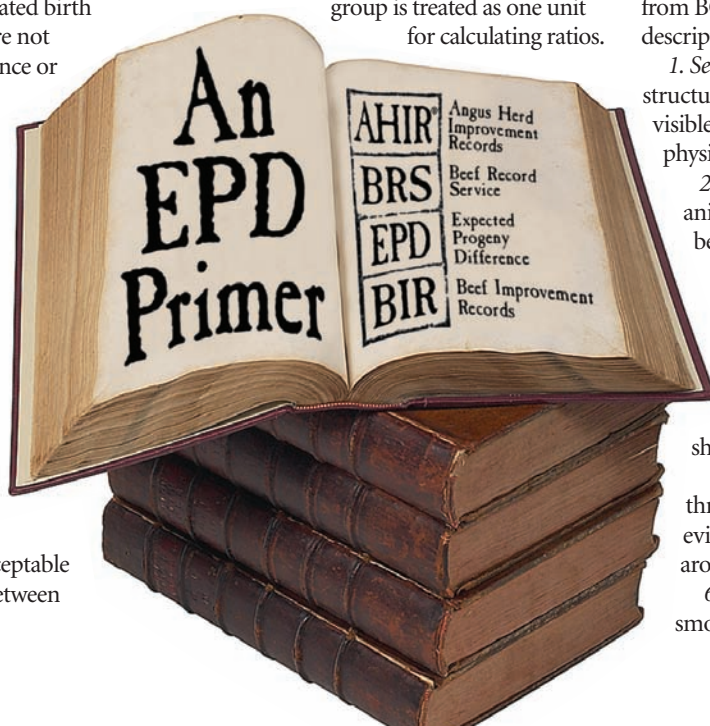 ated birth
re not
nce or
group is treated as one unit
for calculating ratios.
from BC
descrip
1. Se
structu
visible
physi
2
ani
be
An
EPD
Primer
AHIR® Angus Herd
Improvement
Records
BRS Beef Record
Service
EPD Expected
Progeny
Difference
BIR Beef Improvement
Records
sh
thr
evi
aro
6
smo
ceptable
etween